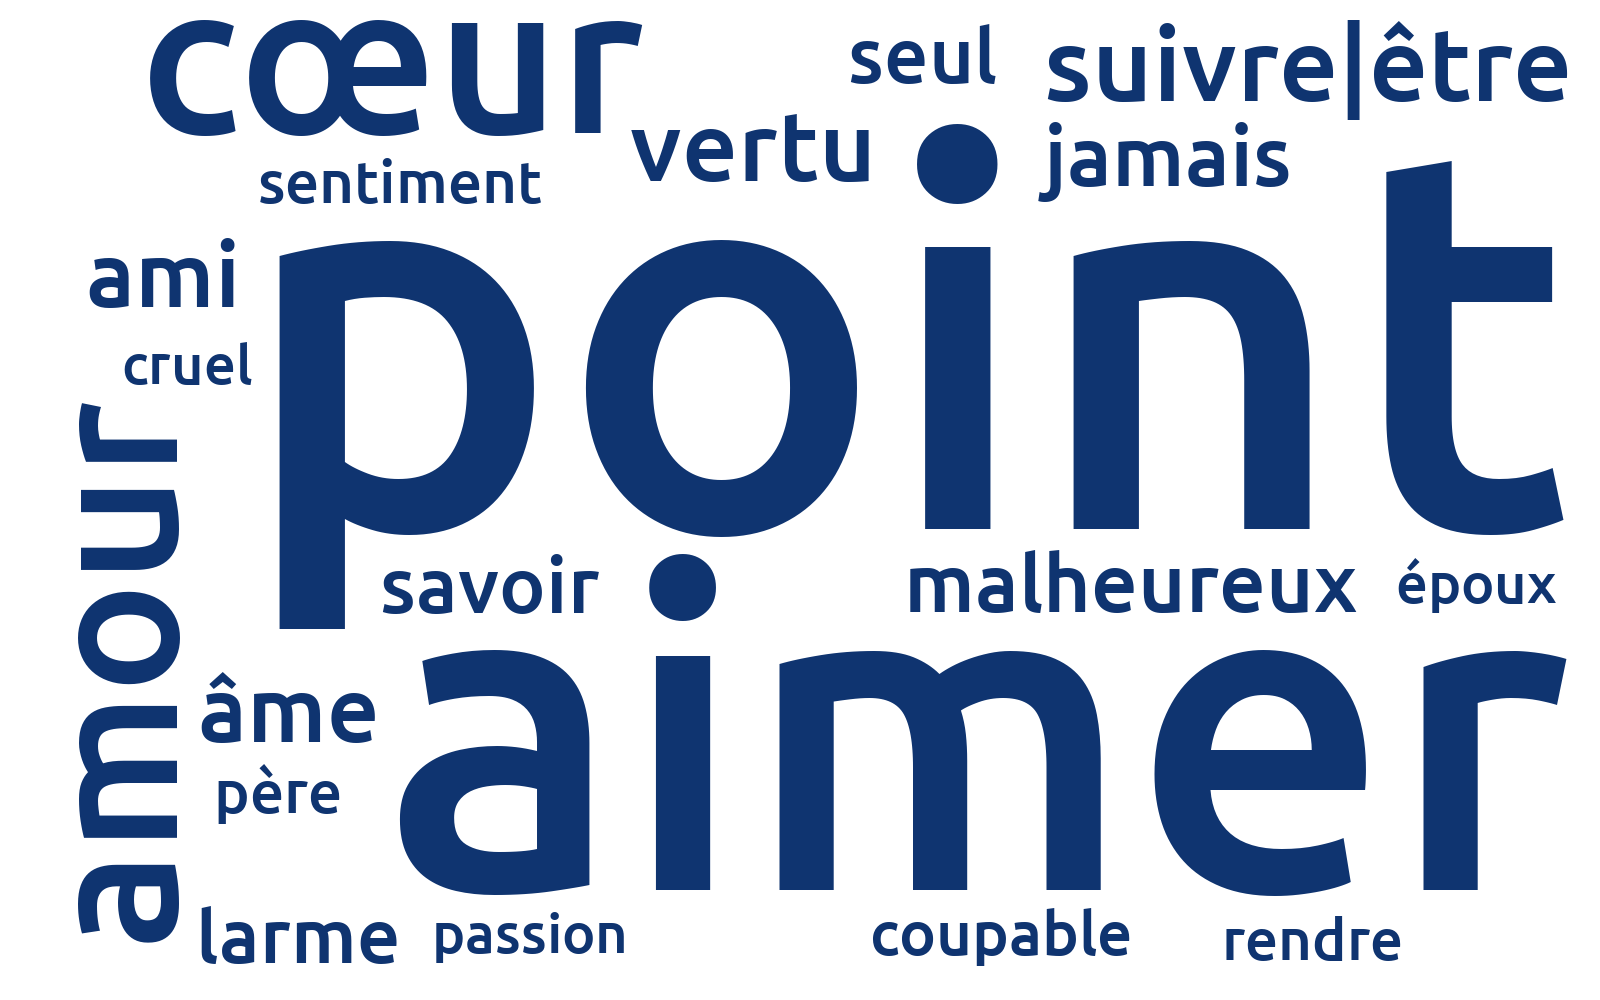 cœur
seul
suivre|être
vertu
jamais
sentiment
ami
point
cruel
amour
savoir
malheureux
époux
âme
aimer
père
larme
passion
coupable
rendre